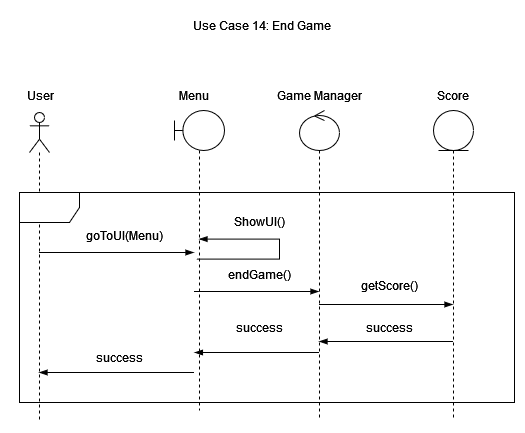 Use Case 14: End Game
User
Menu
Game Manager
Score
ShowUI()
goToUI(Menu)
endGame()
getScore()
success
success
success